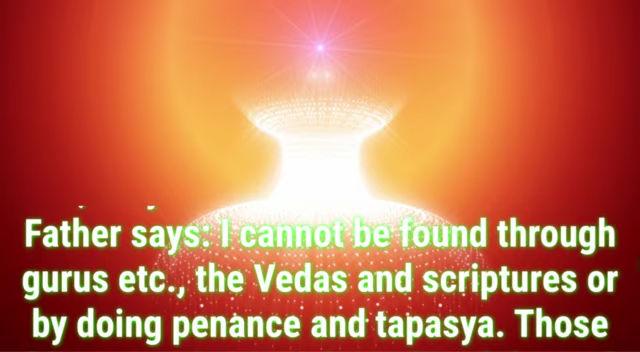 Father says: I cannot be found through
gurus etc., the Vedas and scriptures or
by doing penance and tapasya. Those